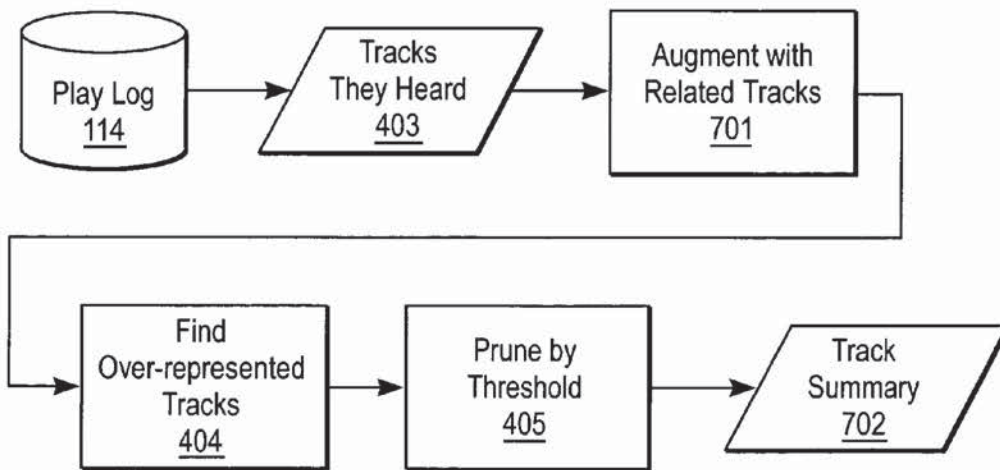 Play Log
114
Tracks
They Heard
403
Augment with
Related Tracks
701
Find
Over-represented
Tracks
404
Prune by
Threshold
405
Track
Summary
702